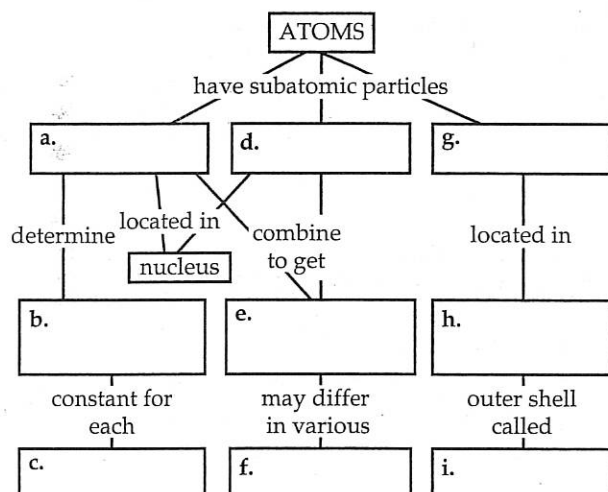 ATOMS
have subatomic particles
a.
d.
g.
determine
located in
combine
to get
located in
nucleus
b.
e.
h.
constant for
each
may differ
in various
outer shell
called
c.
f.
i.